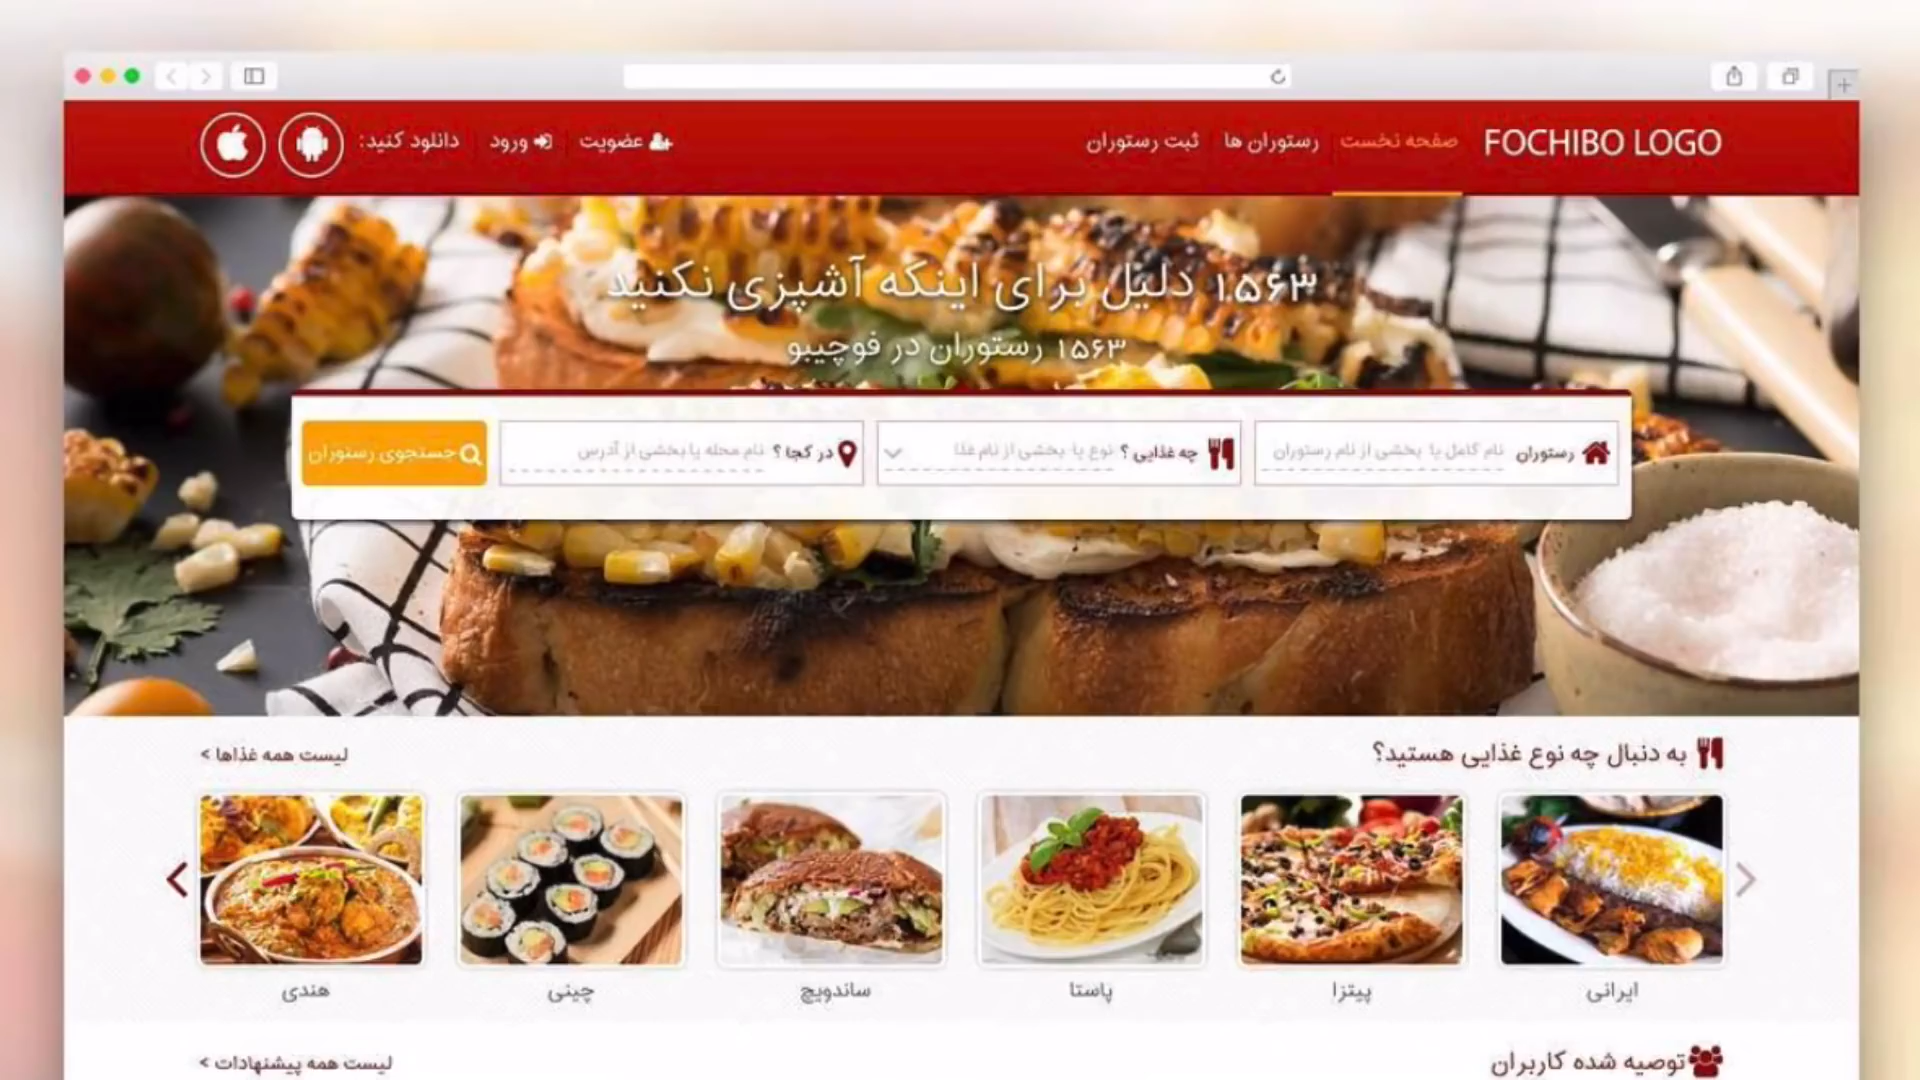 FOCHIBO LOGO
صفحه نخست
رستوران ها
ثبت رستوران
عضویت
ورود
دانلود کنید:
۱۵۶۳ دلیل برای اینکه آشپزی نکنید
۱۵۶۳ رستوران در فوچیبو
رستوران نام کامل یا بخشی از نام رستوران
چه غذایی ؟ نوع یا بخشی از نام غذا
در کجا ؟ نام محله یا بخشی از آدرس
جستجوی رستوران
به دنبال چه نوع غذایی هستید؟
لیست همه غذاها >
ایرانی
پیتزا
پاستا
ساندویچ
چینی
هندی
توصیه شده کاربران
لیست همه پیشنهادات >